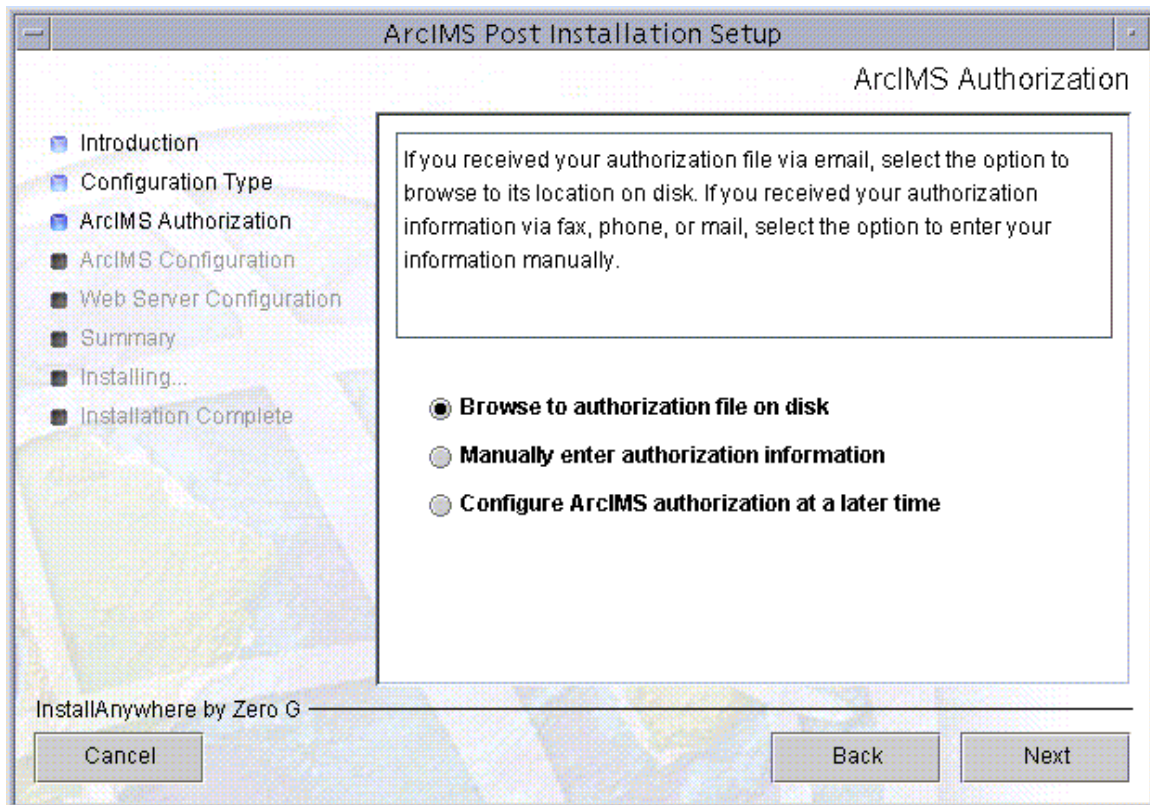 ArcIMS Post Installation Setup
ArcIMS Authorization
Introduction
Configuration Type
ArcIMS Authorization
ArcIMS Configuration
Web Server Configuration
Summary
Installing...
Installation Complete
If you received your authorization file via email, select the option to
browse to its location on disk. If you received your authorization
information via fax, phone, or mail, select the option to enter your
information manually.
Browse to authorization file on disk
Manually enter authorization information
Configure ArcIMS authorization at a later time
InstallAnywhere by Zero G
Cancel
Back
Next